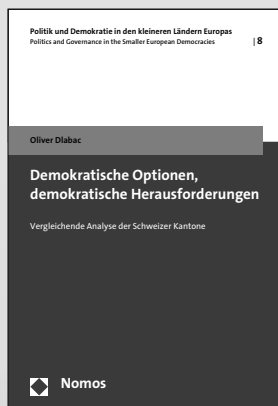 Politik und Demokratie in den kleineren Ländern Europas
Politics and Governance in the Smaller European Democracies | 8
Oliver Dlabac
Demokratische Optionen,
demokratische Herausforderungen
Vergleichende Analyse der Schweizer Kantone
Nomos